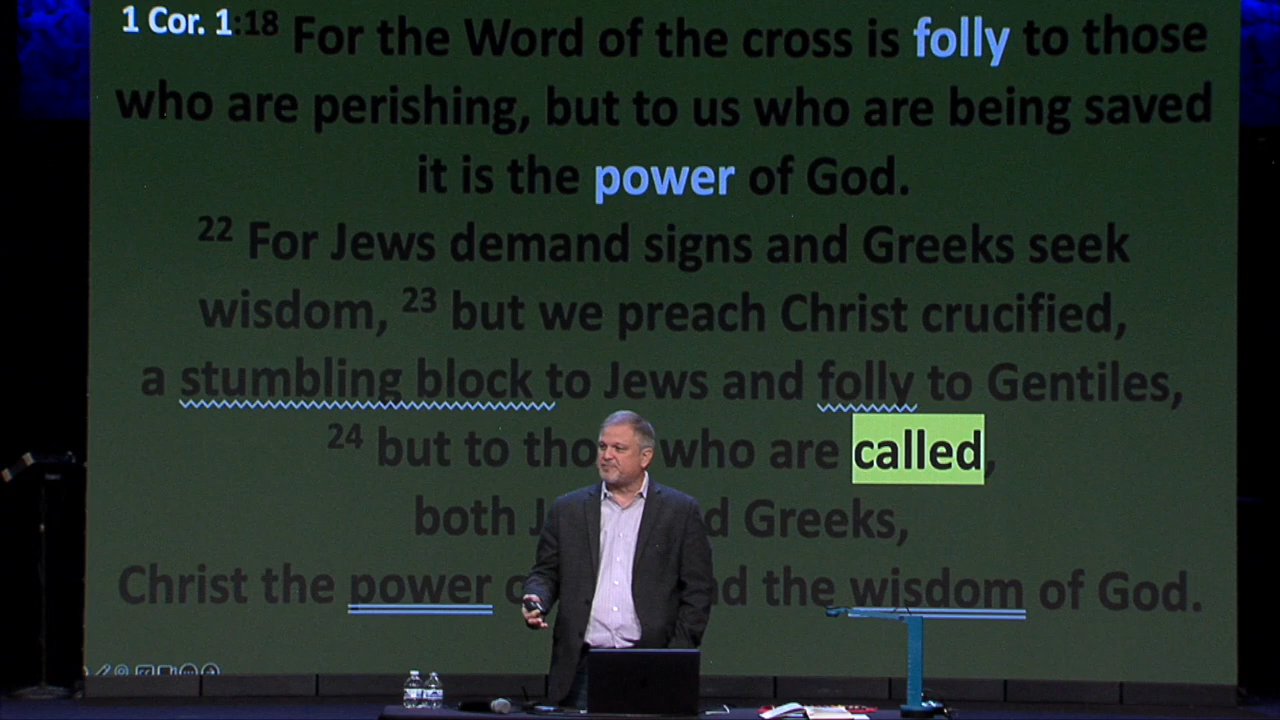 1 Cor. 1:18 For the Word of the cross is folly to those
who are perishing, but to us who are being saved
it is the power of God.
22 For Jews demand signs and Greeks seek
wisdom, 23 but we preach Christ crucified,
a stumbling block to Jews and folly to Gentiles,
24 but to tho who are called,
both J d Greeks,
Christ the power o nd the wisdom of God.